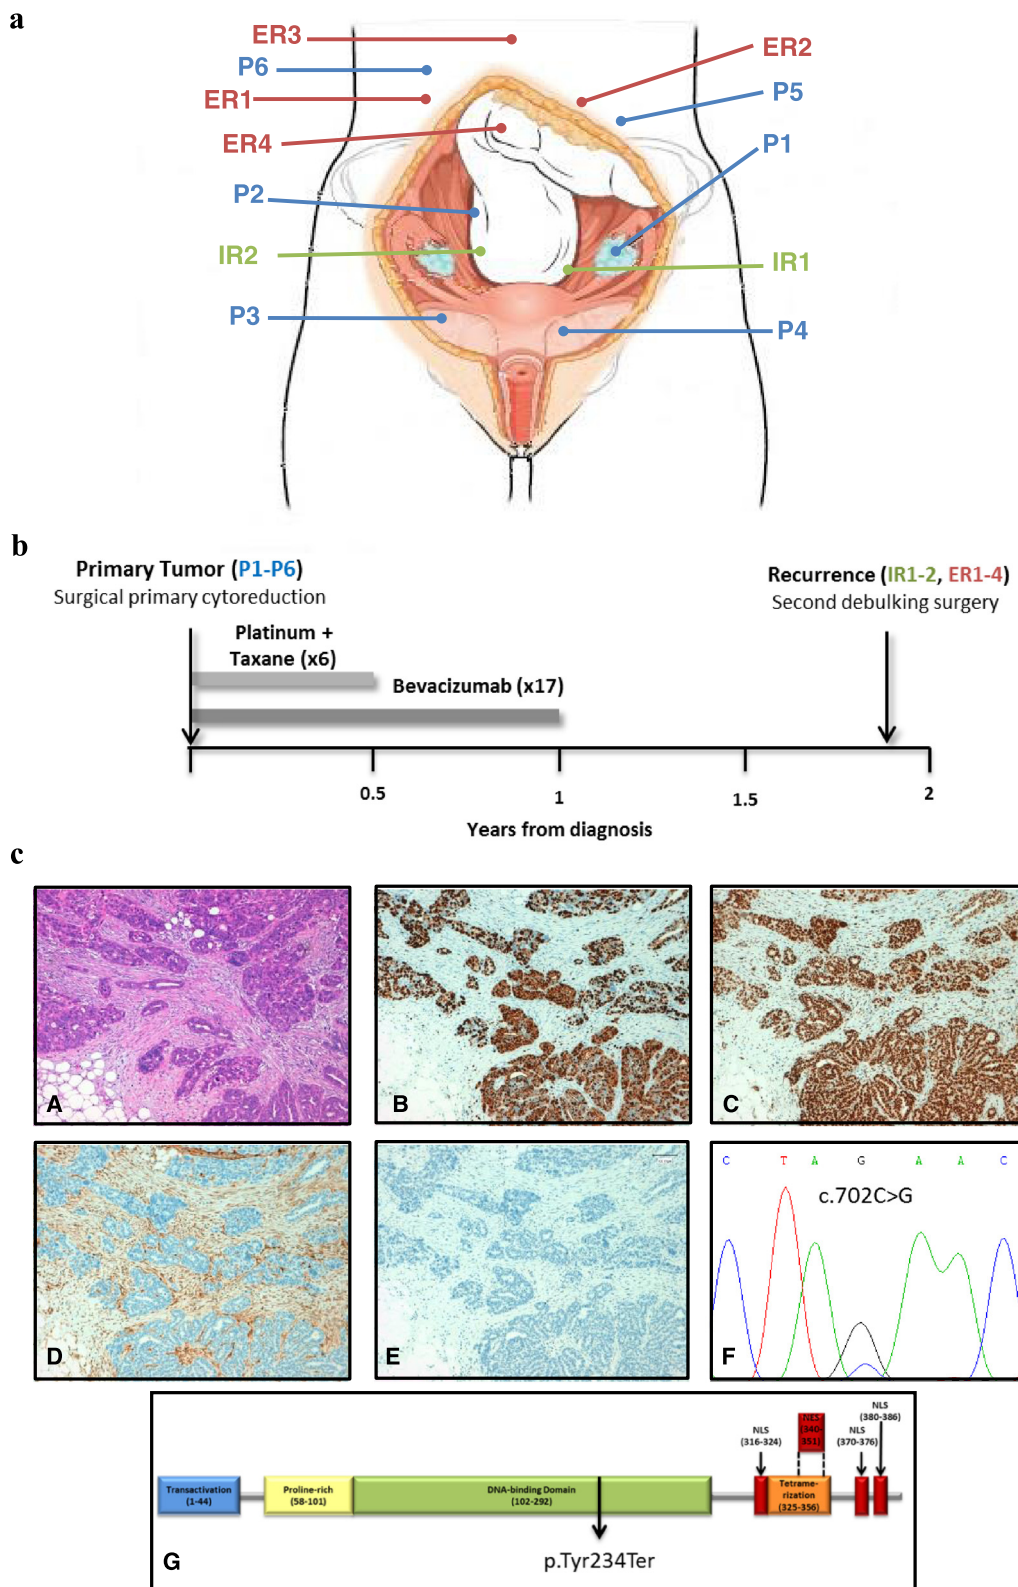 a
ER3
ER2
P6
P5
ER1
ER4
P1
P2
IR2
IR1
P3
P4
b
Primary Tumor (P1-P6)
Surgical primary cytoreduction
Recurrence (IR1-2, ER1-4)
Second debulking surgery
Platinum +
Taxane (x6)
Bevacizumab (x17)
0.5
1
1.5
2
Years from diagnosis
c
A
B
C
D
E
C T A G A A C
c.702C>G
F
NLS
(380-386)
NLS
(316-324)
NES
(340-
351)
NLS
(370-376)
Transactivation
(1-44)
Proline-rich
(58-101)
DNA-binding Domain
(102-292)
Tetrame-
rization
(325-356)
G
p.Tyr234Ter